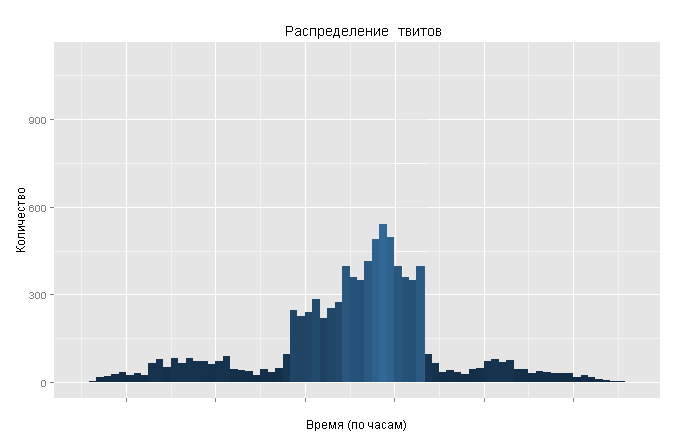 Распределение твитов
900
600
300
0
Количество
Время (по часам)